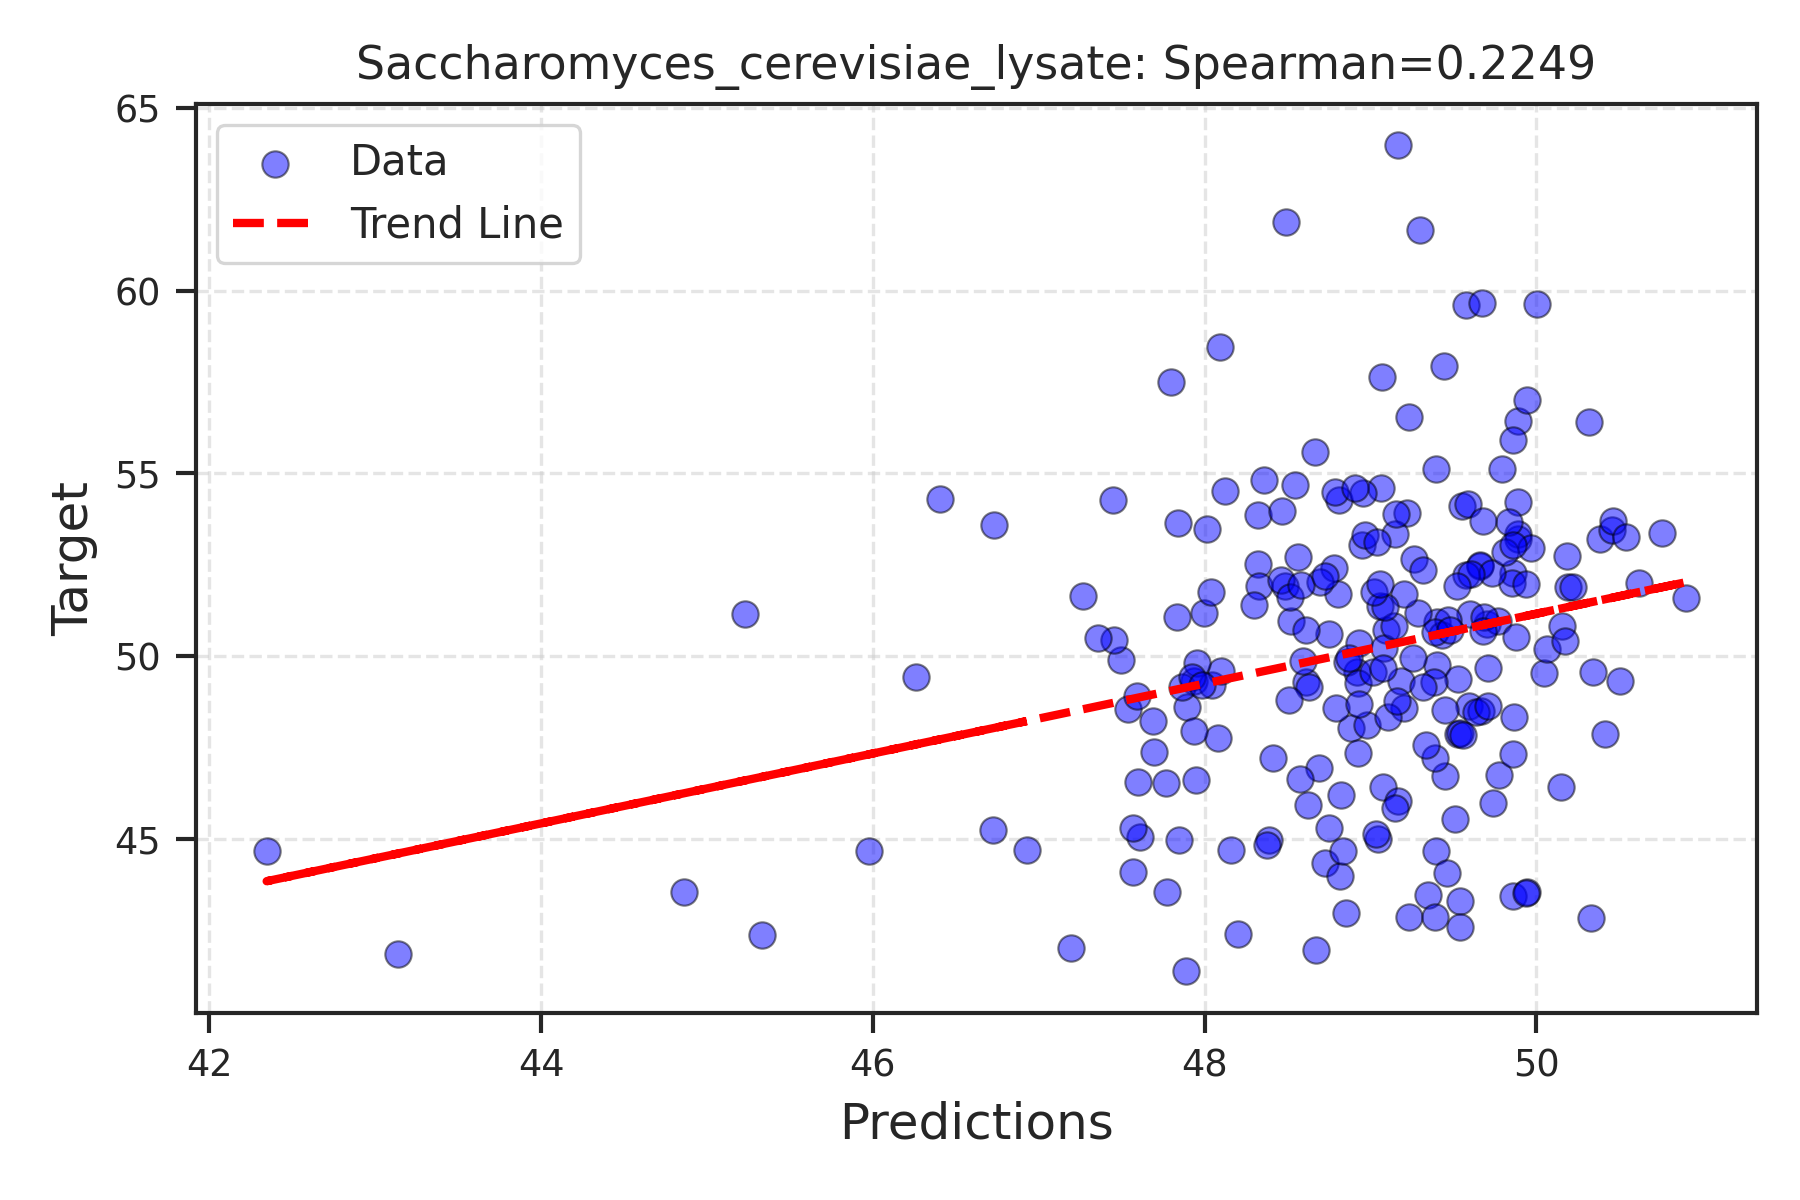 Saccharomyces_cerevisiae_lysate: Spearman=0.2249
Data
Trend Line
65
60
55
50
45
Target
42
44
46
48
50
Predictions